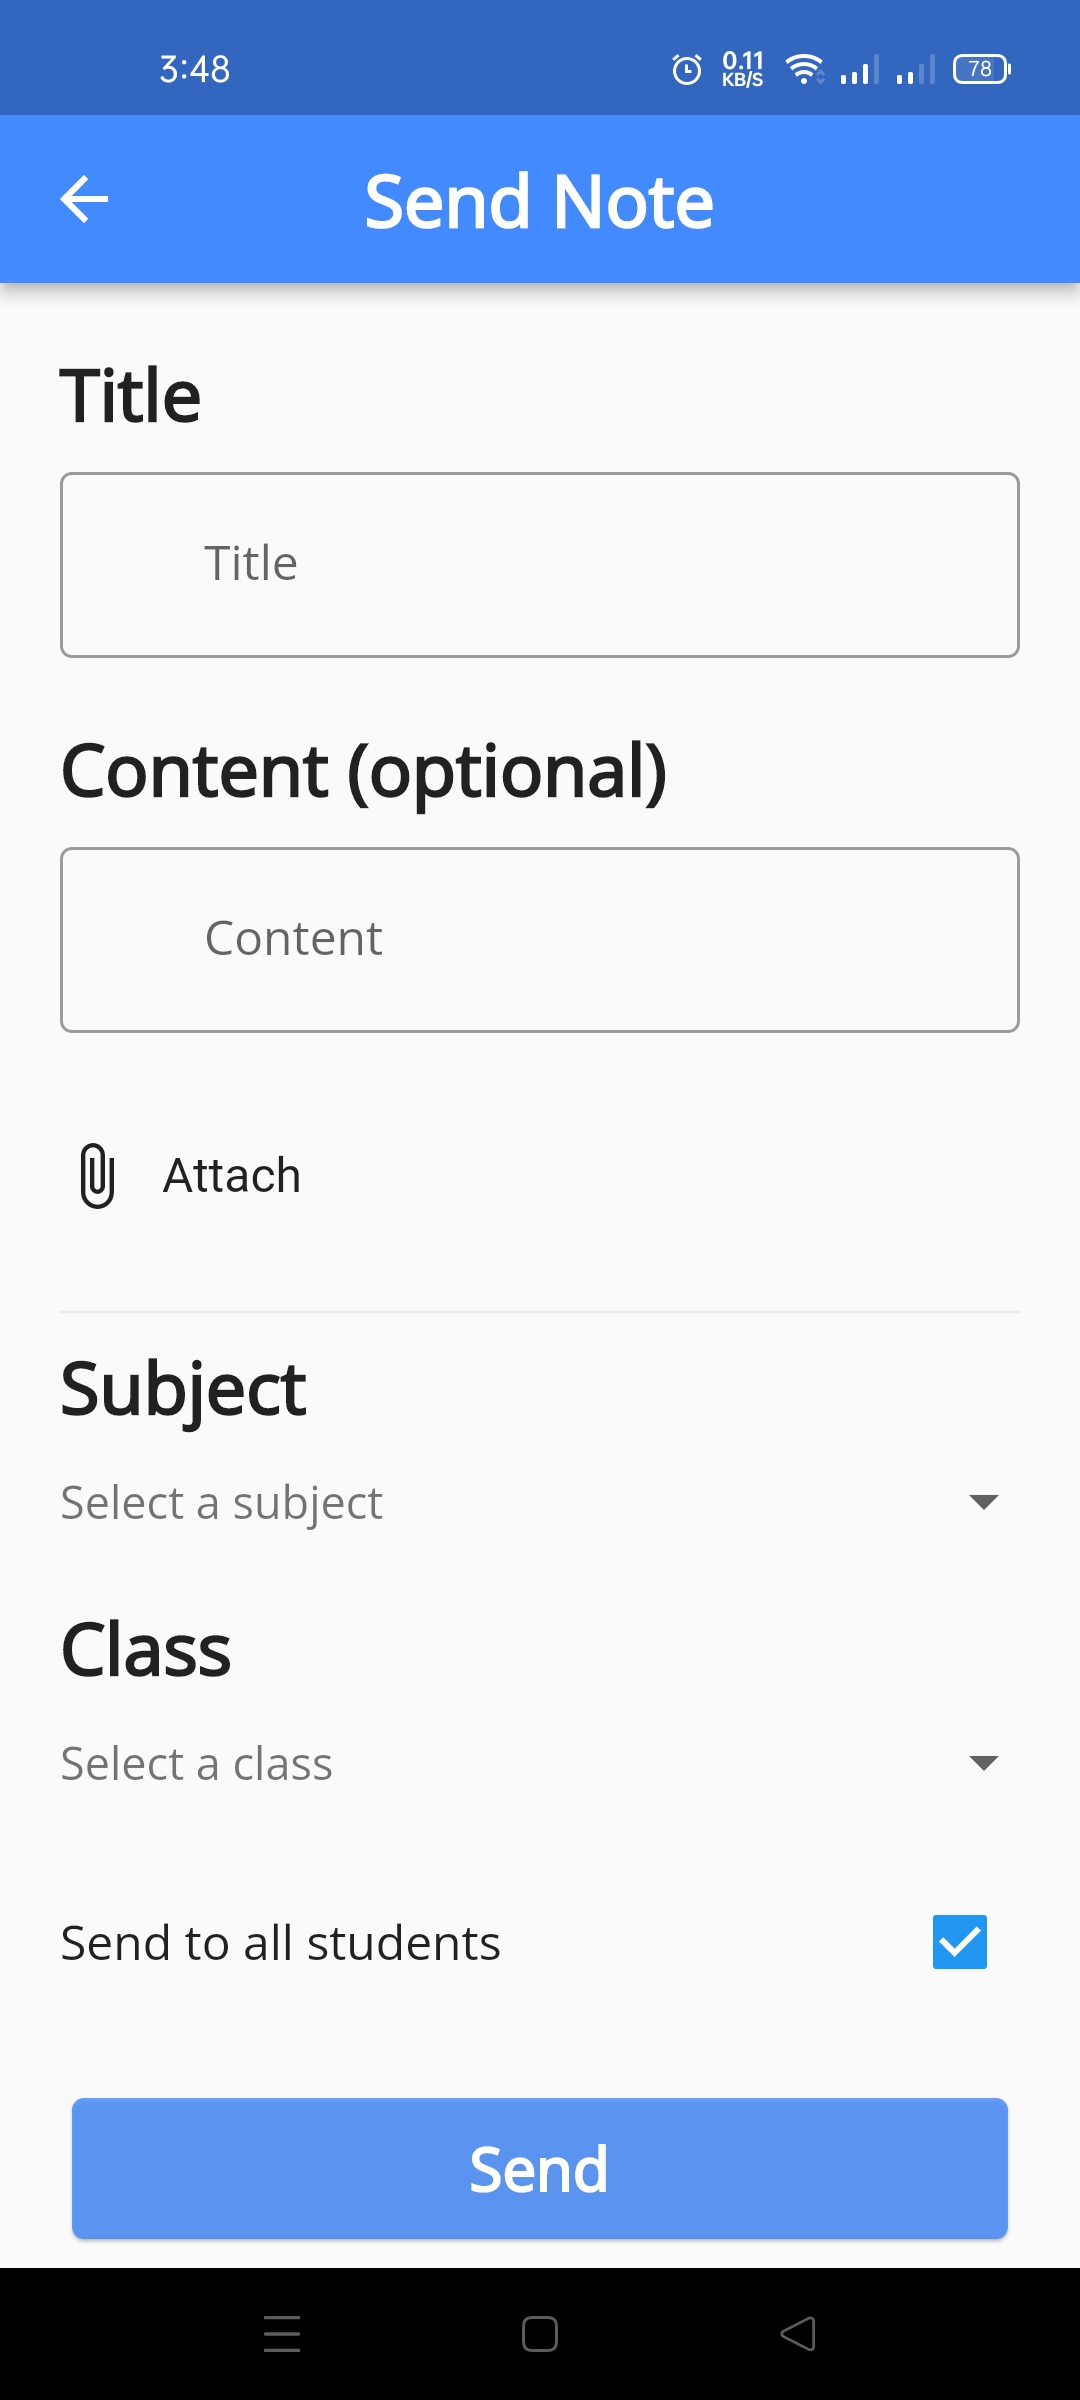 3:48
0.11
KB/S
78
Send Note
Title
Title
Content (optional)
Content
Attach
Subject
Select a subject
Class
Select a class
Send to all students
Send